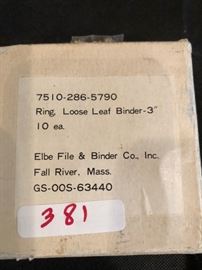 7510-286-5790
Ring, Loose Leaf Binder-3"
10 ea.
Elbe File & Binder Co., Inc.
Fall River, Mass.
GS-00S-63440
381